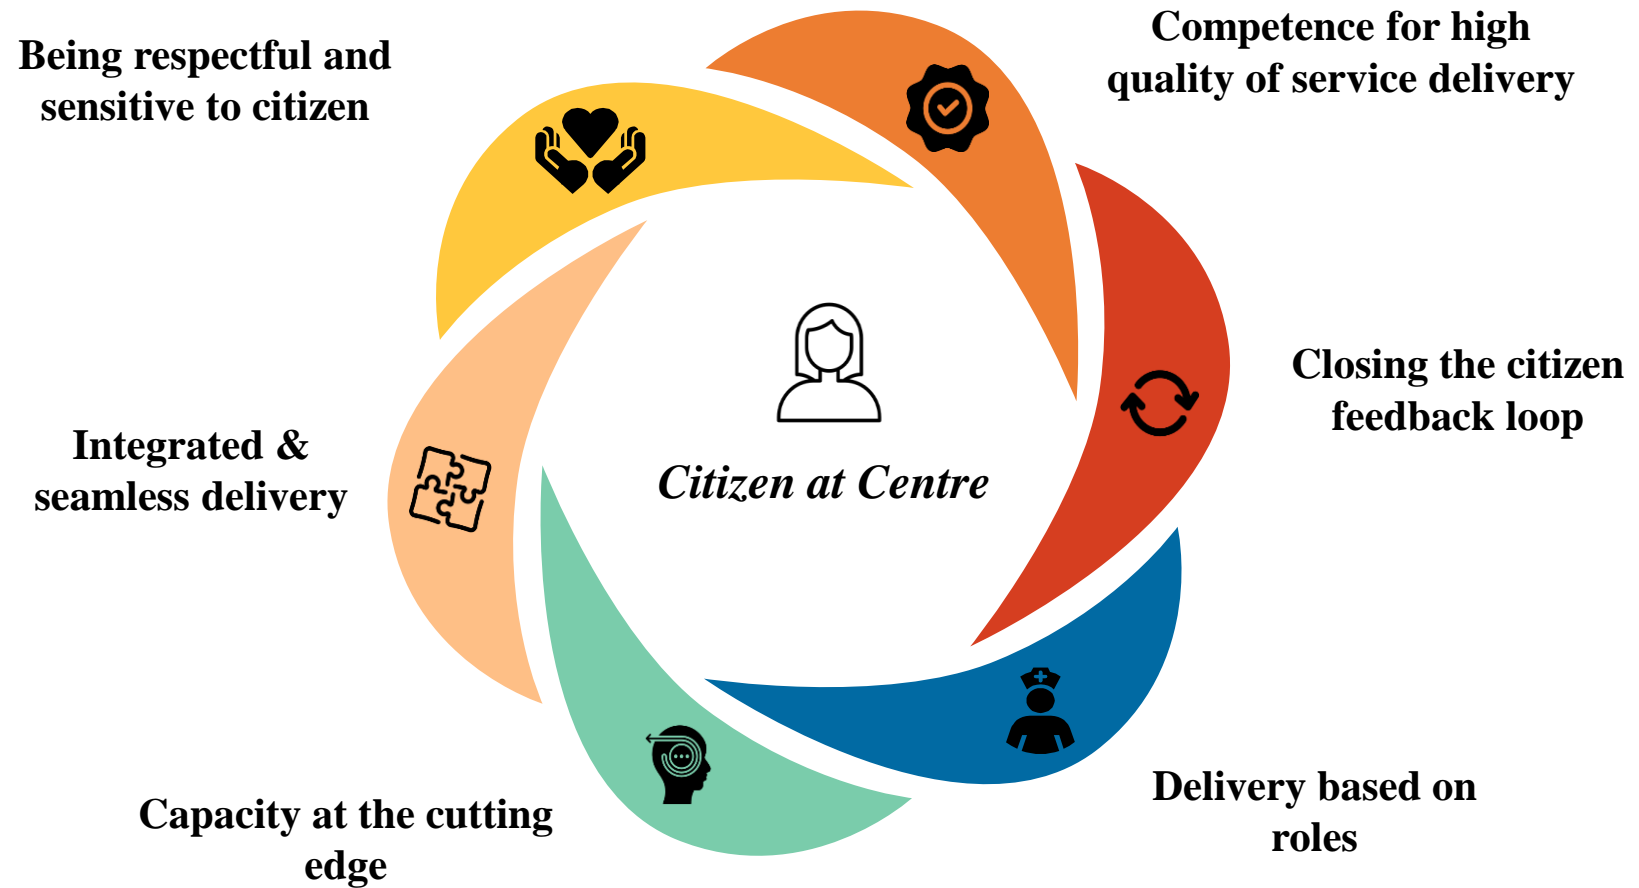 Being respectful and
sensitive to citizen
Competence for high
quality of service delivery
Closing the citizen
feedback loop
Integrated &
seamless delivery
Citizen at Centre
Capacity at the cutting
edge
Delivery based on
roles